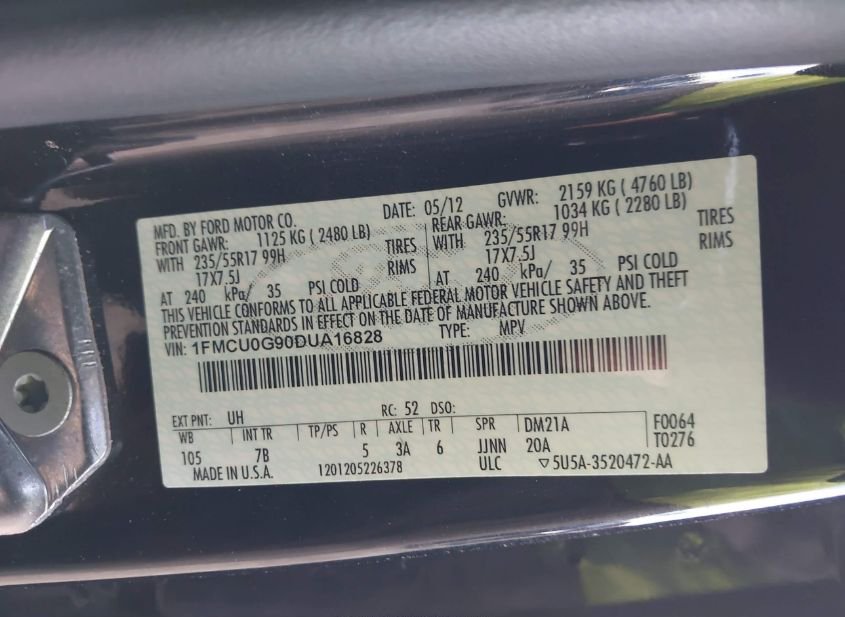 MFD. BY FORD MOTOR CO. DATE: 05/12 GVWR: 2159 KG ( 4760 LB)
FRONT GAWR: 1125 KG ( 2480 LB) REAR GAWR: 1034 KG ( 2280 LB)
WITH 235/55R17 99H TIRES WITH 235/55R17 99H TIRES
17X7.5J RIMS 17X7.5J RIMS
AT 240 kPa/ 35 PSI COLD AT 240 kPa/ 35 PSI COLD
THIS VEHICLE CONFORMS TO ALL APPLICABLE FEDERAL MOTOR VEHICLE SAFETY AND THEFT
PREVENTION STANDARDS IN EFFECT ON THE DATE OF MANUFACTURE SHOWN ABOVE.
VIN: 1FMCU0G90DUA16828 TYPE: MPV
EXT PNT: UH RC: 52 DSO:
WB INT TR TP/PS R AXLE TR SPR DM21A F0064
105 7B 5 3A 6 JJNN 20A T0276
MADE IN U.S.A. 1201205226378 ULC ▽5U5A-3520472-AA